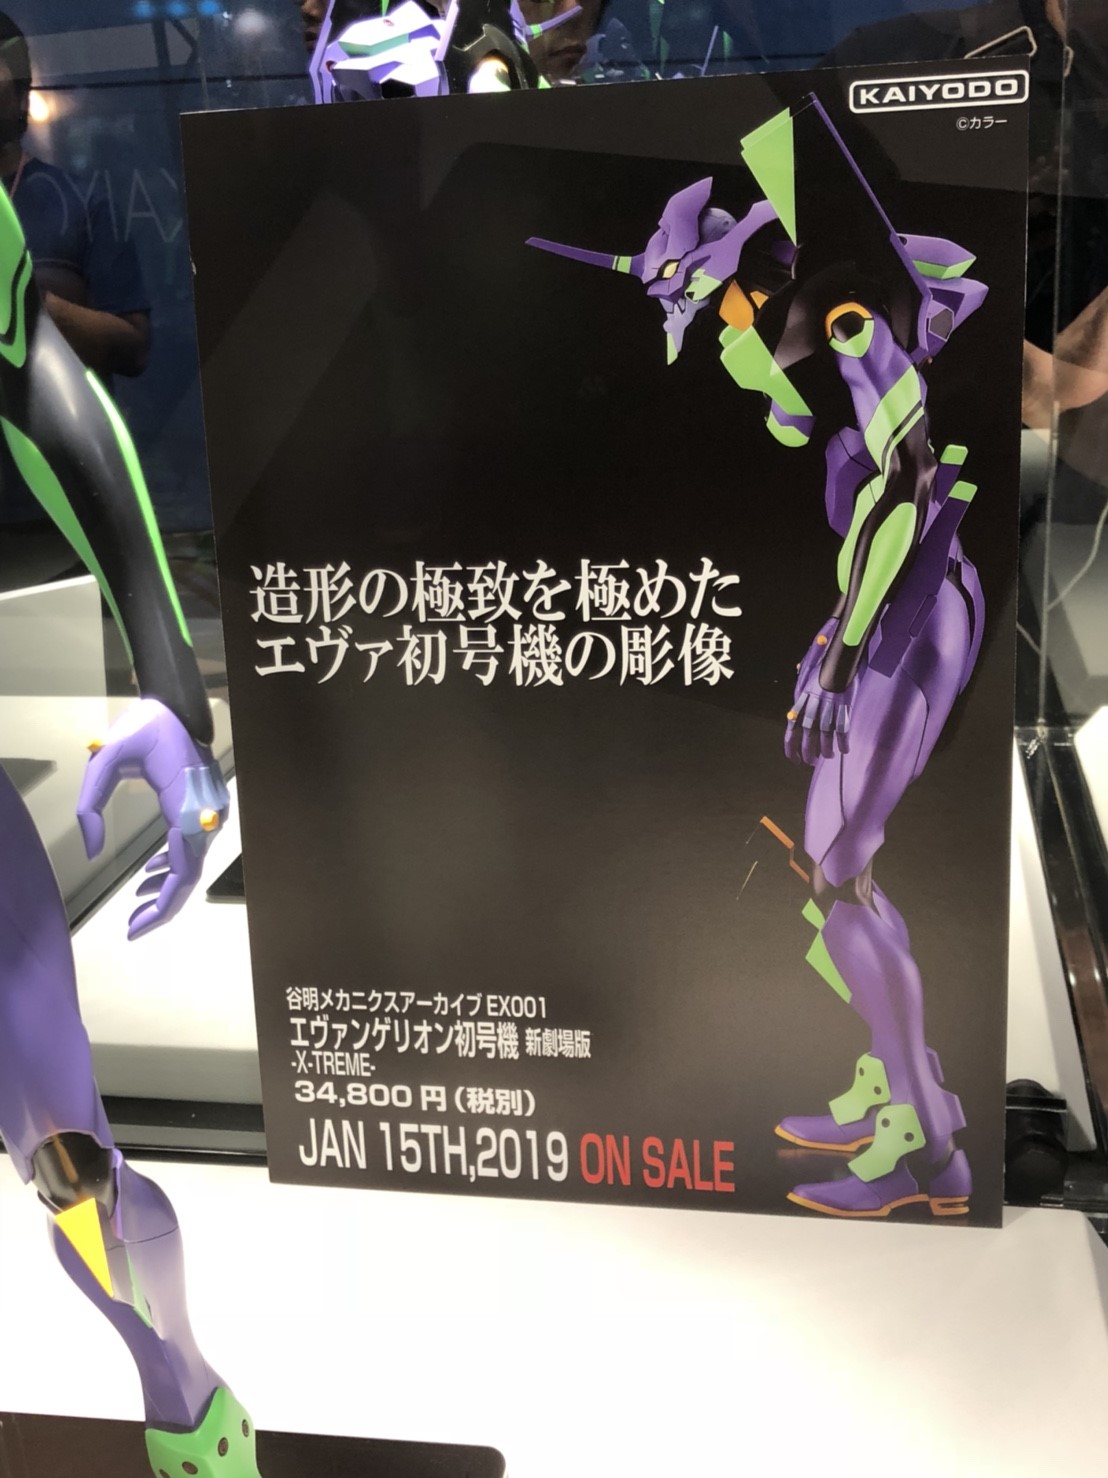 KAIYODO
©カラー
造形の極致を極めた
エヴァ初号機の彫像
谷明メカニクスアーカイブ EX001
エヴァンゲリオン初号機 新劇場版
-X-TREME-
34,800 円（税別）
JAN 15TH,2019 ON SALE